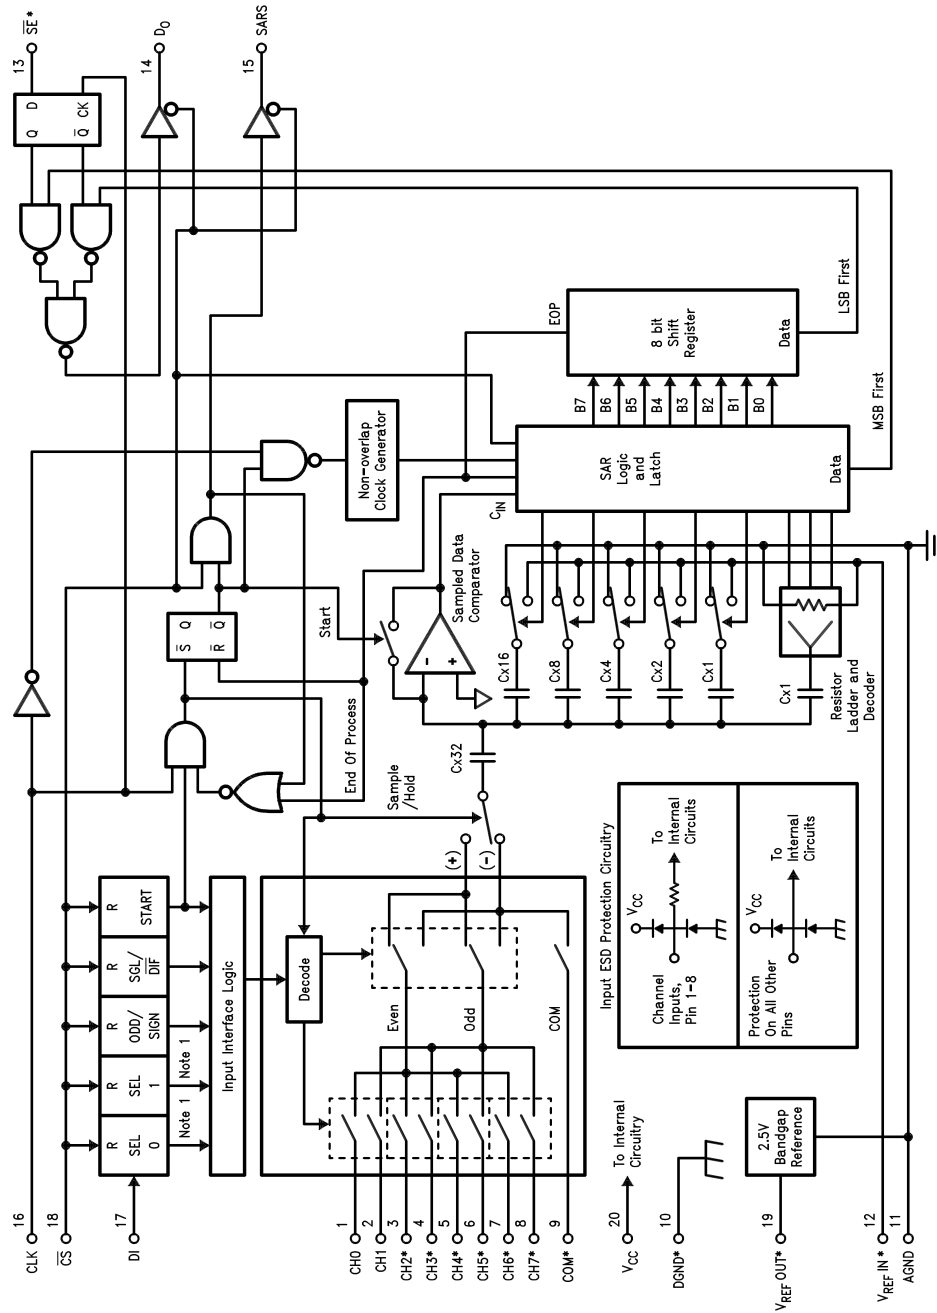 CLK
16
CS
18
DI
17
R
SEL
0
R
SEL
1
R
ODD/
SIGN
R
SGL/
DIF
R
START
Note 1
Note 1
Input Interface Logic
CH0
1
CH1
2
CH2*
3
CH3*
4
CH4*
5
CH5*
6
CH6*
7
CH7*
8
COM*
9
Decode
Even
Odd
COM
(+)
(-)
Sample
/Hold
End Of Process
Start
S Q
R Q
Non-overlap
Clock Generator
Q D
Q CK
13
SE*
14
DO
15
SARS
Sampled Data
Comparator
-
+
Cx32
Cx16
Cx8
Cx4
Cx2
Cx1
Cx1
Resistor
Ladder and
Decoder
CIN
SAR
Logic
and
Latch
Data
B7
B6
B5
B4
B3
B2
B1
B0
EOP
8 bit
Shift
Register
Data
LSB First
MSB First
Input ESD Protection Circuitry
Channel
Inputs,
Pin 1-8
VCC
To
Internal
Circuits
Protection
On All Other
Pins
VCC
To
Internal
Circuits
VCC
20
To Internal
Circuitry
DGND*
10
VREF OUT*
19
2.5V
Bandgap
Reference
VREF IN*
12
AGND
11